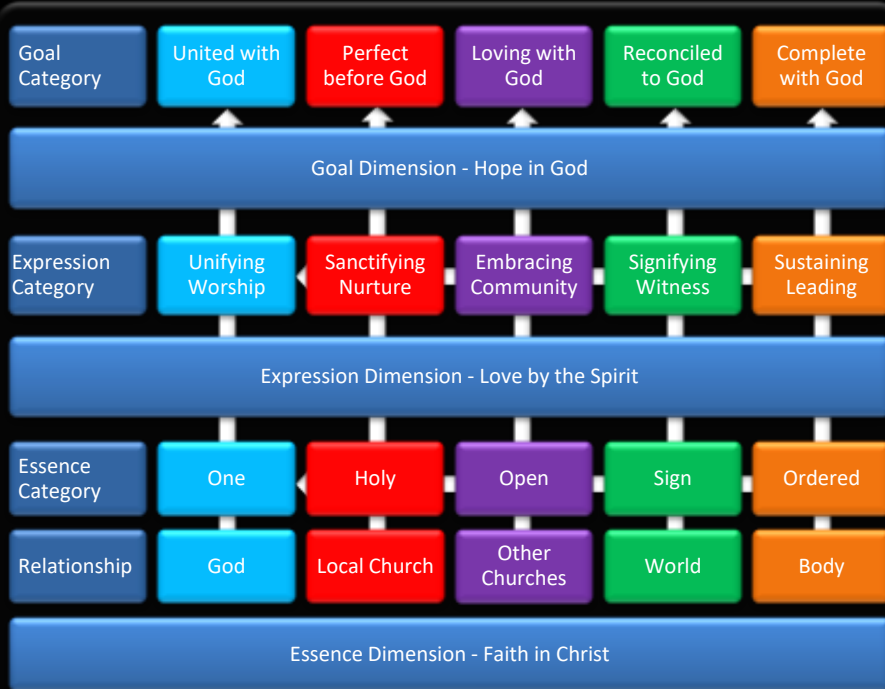 Goal
Category
United with
God
Perfect
before God
Loving with
God
Reconciled
to God
Complete
with God
Goal Dimension - Hope in God
Expression
Category
Unifying
Worship
Sanctifying
Nurture
Embracing
Community
Signifying
Witness
Sustaining
Leading
Expression Dimension - Love by the Spirit
Essence
Category
One
Holy
Open
Sign
Ordered
Relationship
God
Local Church
Other
Churches
World
Body
Essence Dimension - Faith in Christ